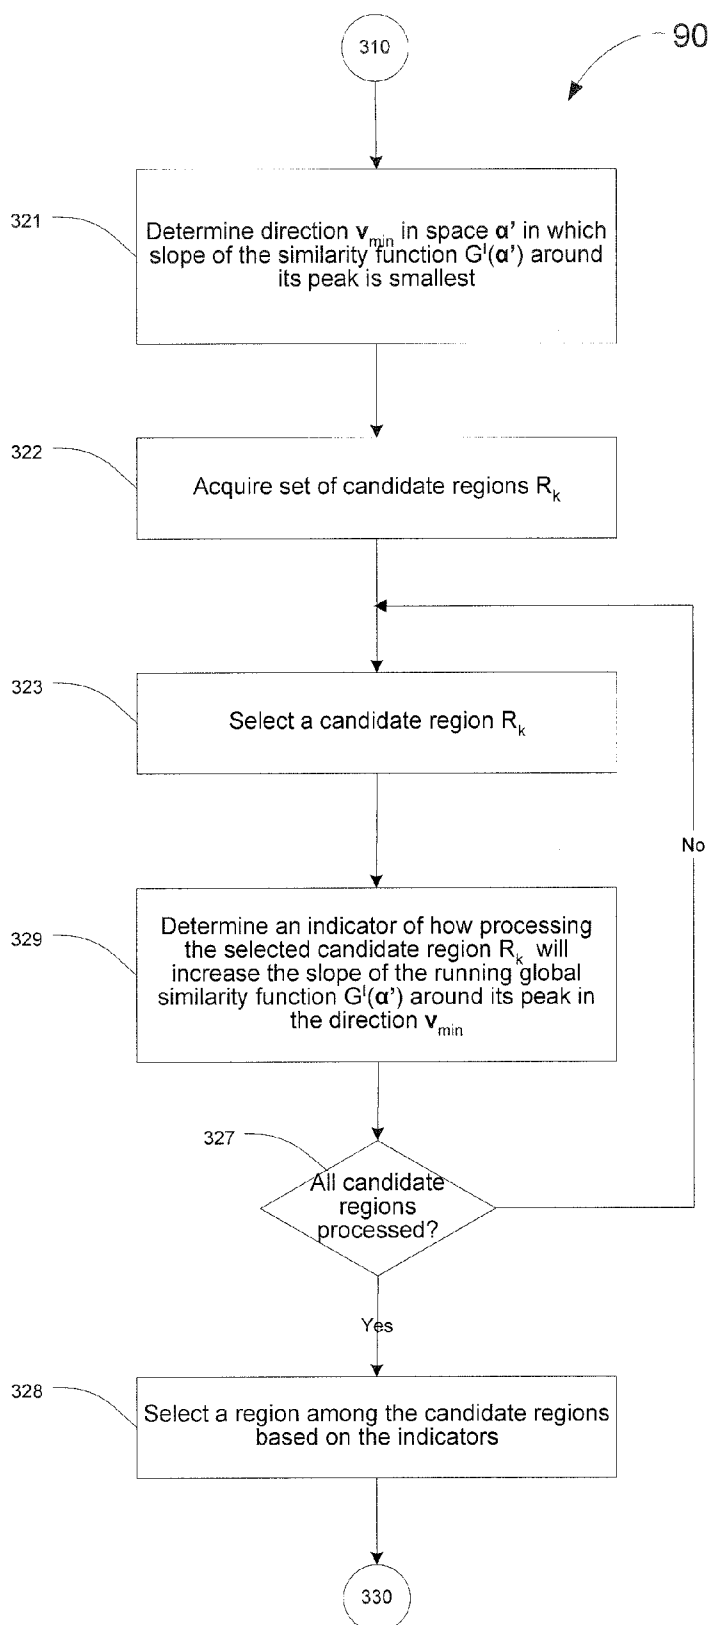 310
90
321
Determine direction v_min in space α' in which
slope of the similarity function G^I(α') around
its peak is smallest
322
Acquire set of candidate regions R_k
323
Select a candidate region R_k
No
329
Determine an indicator of how processing
the selected candidate region R_k will
increase the slope of the running global
similarity function G^I(α') around its peak in
the direction v_min
327
All candidate
regions
processed?
Yes
328
Select a region among the candidate regions
based on the indicators
330